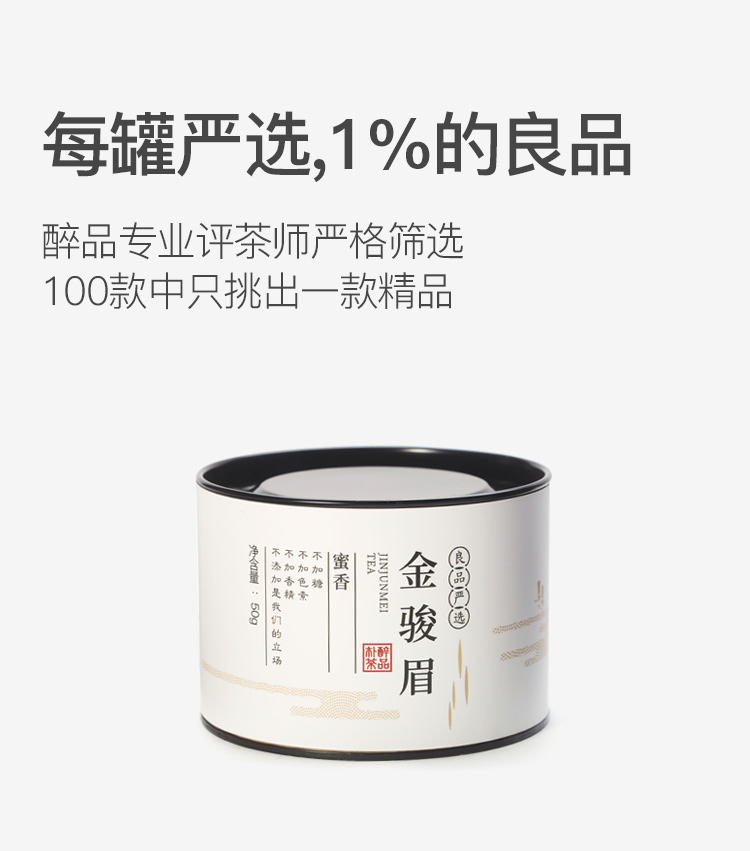 每罐严选,1%的良品
醉品专业评茶师严格筛选
100款中只挑出一款精品
良品严选
金骏眉
JINJUNMEI
TEA
醉品
朴茶
蜜香
不加糖
不加色素
不加香精
不添加是我们的立场
净含量：50g